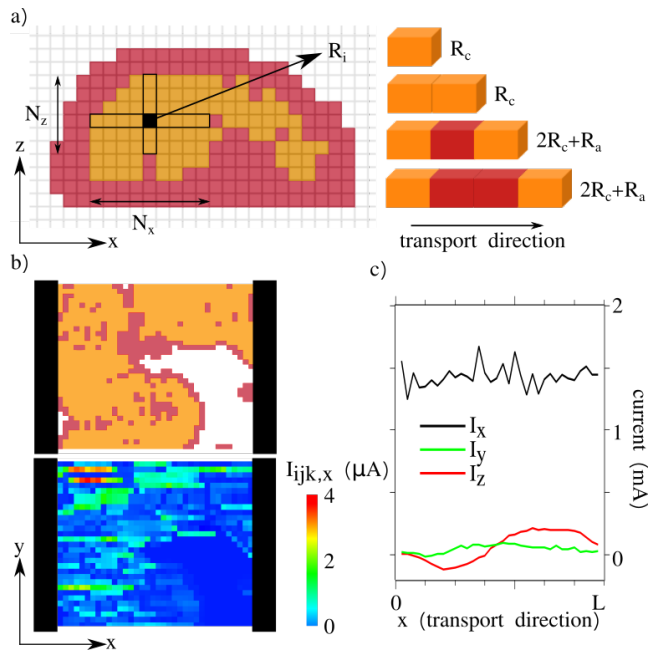 a)
R_i
N_z
N_x
z
x
R_c
R_c
2R_c+R_a
2R_c+R_a
transport direction
b)
I_ijk,x (μA)
4
2
0
y
x
c)
2
1
0
current (mA)
I_x
I_y
I_z
0
L
x (transport direction)